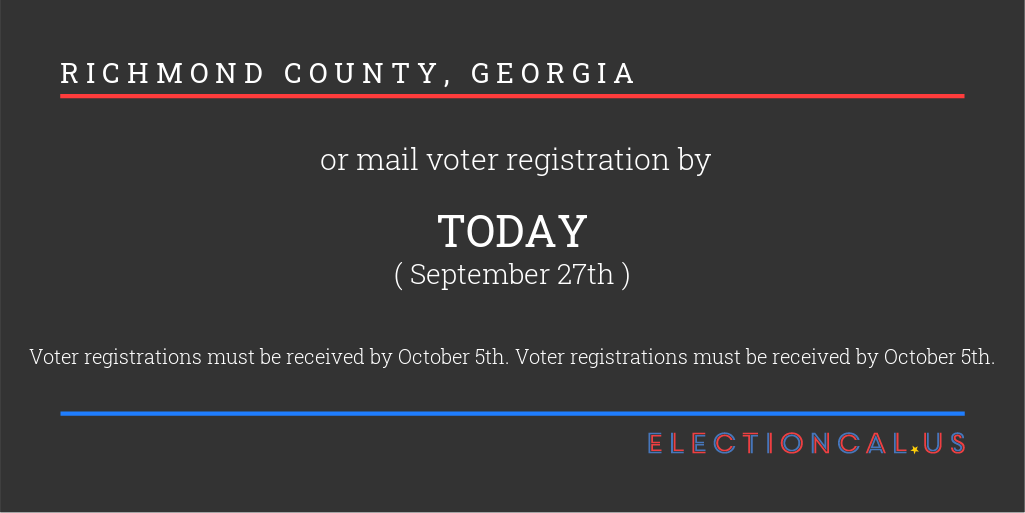 RICHMOND COUNTY, GEORGIA
or mail voter registration by
TODAY
( September 27th )
Voter registrations must be received by October 5th. Voter registrations must be received by October 5th.
ELECTIONCAL.US